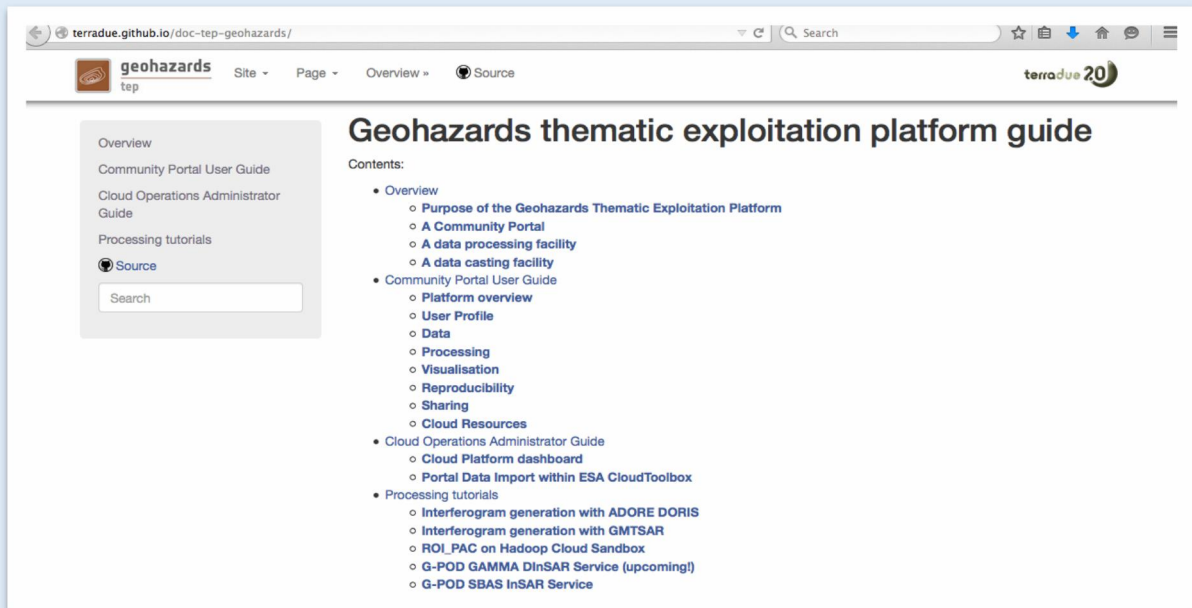 terradue.github.io/doc-tep-geohazards/
Search
geohazards
tep
Site
Page
Overview »
Source
terradue 2.0
Overview
Community Portal User Guide
Cloud Operations Administrator
Guide
Processing tutorials
Source
Search
Geohazards thematic exploitation platform guide
Contents:
• Overview
○ Purpose of the Geohazards Thematic Exploitation Platform
○ A Community Portal
○ A data processing facility
○ A data casting facility
• Community Portal User Guide
○ Platform overview
○ User Profile
○ Data
○ Processing
○ Visualisation
○ Reproducibility
○ Sharing
○ Cloud Resources
• Cloud Operations Administrator Guide
○ Cloud Platform dashboard
○ Portal Data Import within ESA CloudToolbox
• Processing tutorials
○ Interferogram generation with ADORE DORIS
○ Interferogram generation with GMTSAR
○ ROI_PAC on Hadoop Cloud Sandbox
○ G-POD GAMMA DInSAR Service (upcoming!)
○ G-POD SBAS InSAR Service